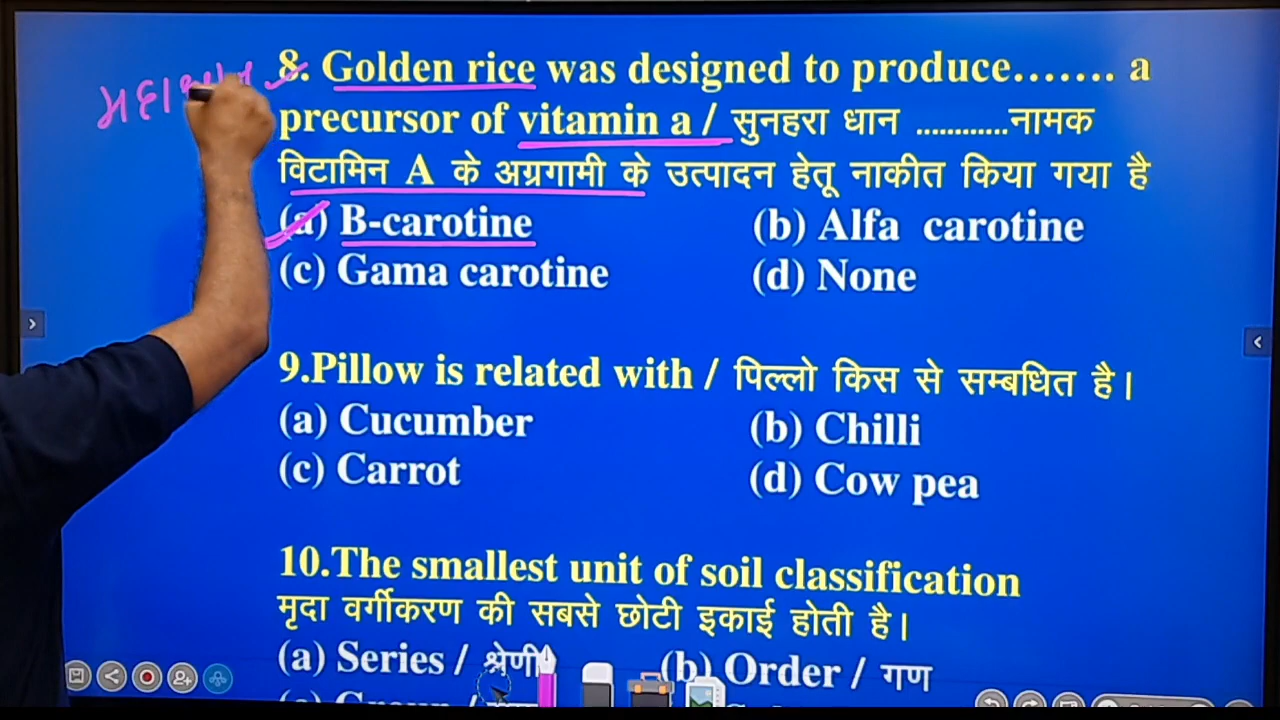 8. Golden rice was designed to produce....... a
precursor of vitamin a / सुनहरा धान ............नामक
विटामिन A के अग्रगामी के उत्पादन हेतू नाकीत किया गया है
(a) B-carotine (b) Alfa carotine
(c) Gama carotine (d) None
9.Pillow is related with / पिल्लो किस से सम्बधित है।
(a) Cucumber (b) Chilli
(c) Carrot (d) Cow pea
10.The smallest unit of soil classification
मृदा वर्गीकरण की सबसे छोटी इकाई होती है।
(a) Series / श्रेणी (b) Order / गण